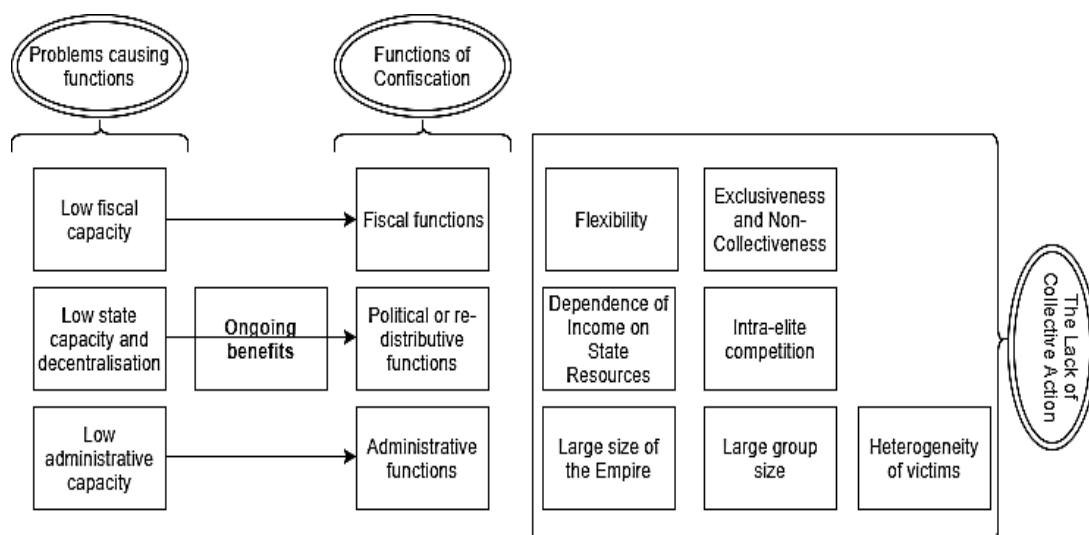 Problems causing
functions
Functions of
Confiscation
Low fiscal
capacity
Fiscal functions
Flexibility
Exclusiveness
and Non-
Collectiveness
Low state
capacity and
decentralisation
Ongoing
benefits
Political or re-
distributive
functions
Dependence of
Income on
State
Resources
Intra-elite
competition
The Lack of
Collective Action
Low
administrative
capacity
Administrative
functions
Large size of
the Empire
Large group
size
Heterogeneity
of victims